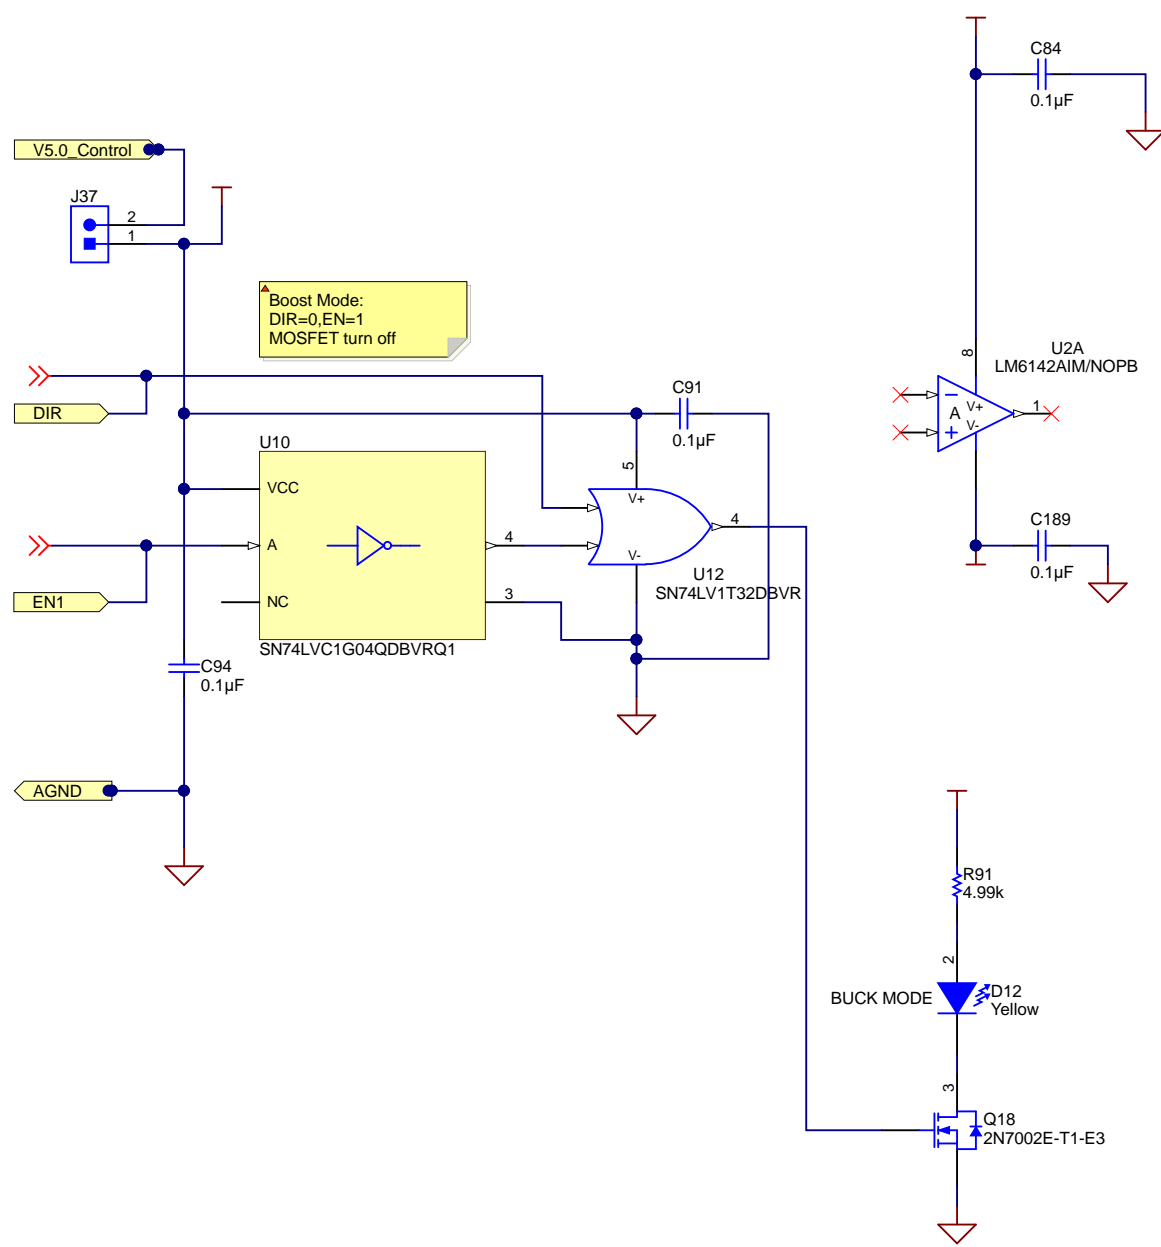 C84
0.1µF
V5.0_Control
J37
2
1
Boost Mode:
DIR=0,EN=1
MOSFET turn off
8
U2A
LM6142AIM/NOPB
DIR
C91
0.1µF
A
V+
V-
1
U10
5
VCC
V+
4
A
4
V-
C189
0.1µF
EN1
NC
3
U12
SN74LV1T32DBVR
SN74LVC1G04QDBVRQ1
C94
0.1µF
AGND
R91
4.99k
2
BUCK MODE
D12
Yellow
3
Q18
2N7002E-T1-E3